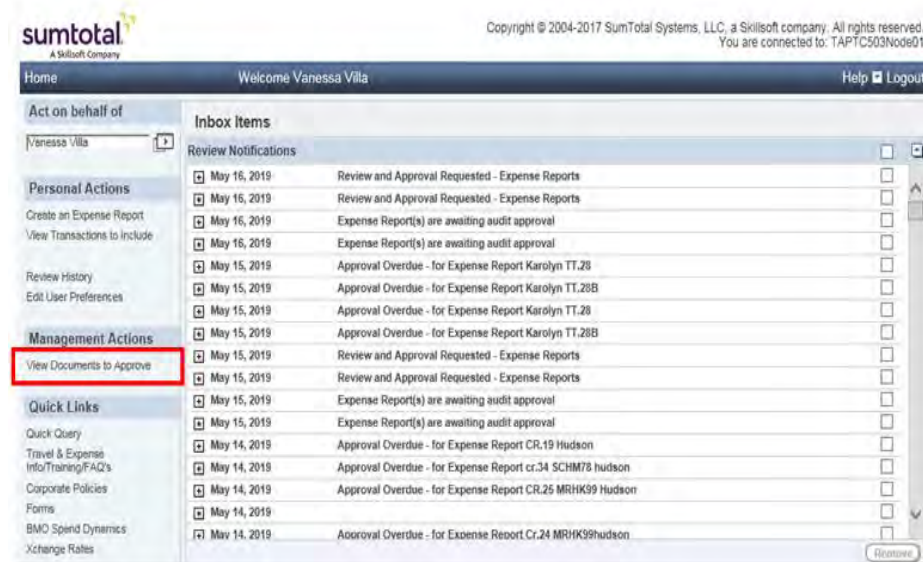 sumtotal
A Skillsoft Company
Copyright © 2004-2017 SumTotal Systems, LLC, a Skillsoft company. All rights reserved.
You are connected to: TAPTC503Node01
Home Welcome Vanessa Villa Help Logout
Act on behalf of
Vanessa Villa
Personal Actions
Create an Expense Report
View Transactions to Include
Review History
Edit User Preferences
Management Actions
View Documents to Approve
Quick Links
Quick Query
Travel & Expense
Info/Training/FAQ's
Corporate Policies
Forms
BMO Spend Dynamics
Xchange Rates
Inbox Items
Review Notifications
May 16, 2019 Review and Approval Requested - Expense Reports
May 16, 2019 Review and Approval Requested - Expense Reports
May 16, 2019 Expense Report(s) are awaiting audit approval
May 16, 2019 Expense Report(s) are awaiting audit approval
May 15, 2019 Approval Overdue - for Expense Report Karolyn TT.28
May 15, 2019 Approval Overdue - for Expense Report Karolyn TT.28B
May 15, 2019 Approval Overdue - for Expense Report Karolyn TT.28
May 15, 2019 Approval Overdue - for Expense Report Karolyn TT.28B
May 15, 2019 Review and Approval Requested - Expense Reports
May 15, 2019 Review and Approval Requested - Expense Reports
May 15, 2019 Expense Report(s) are awaiting audit approval
May 15, 2019 Expense Report(s) are awaiting audit approval
May 14, 2019 Approval Overdue - for Expense Report CR.19 Hudson
May 14, 2019 Approval Overdue - for Expense Report cr.34 SCHM78 hudson
May 14, 2019 Approval Overdue - for Expense Report CR.25 MRHK99 Hudson
May 14, 2019
May 14, 2019 Approval Overdue - for Expense Report Cr.24 MRHK99hudson
Remove